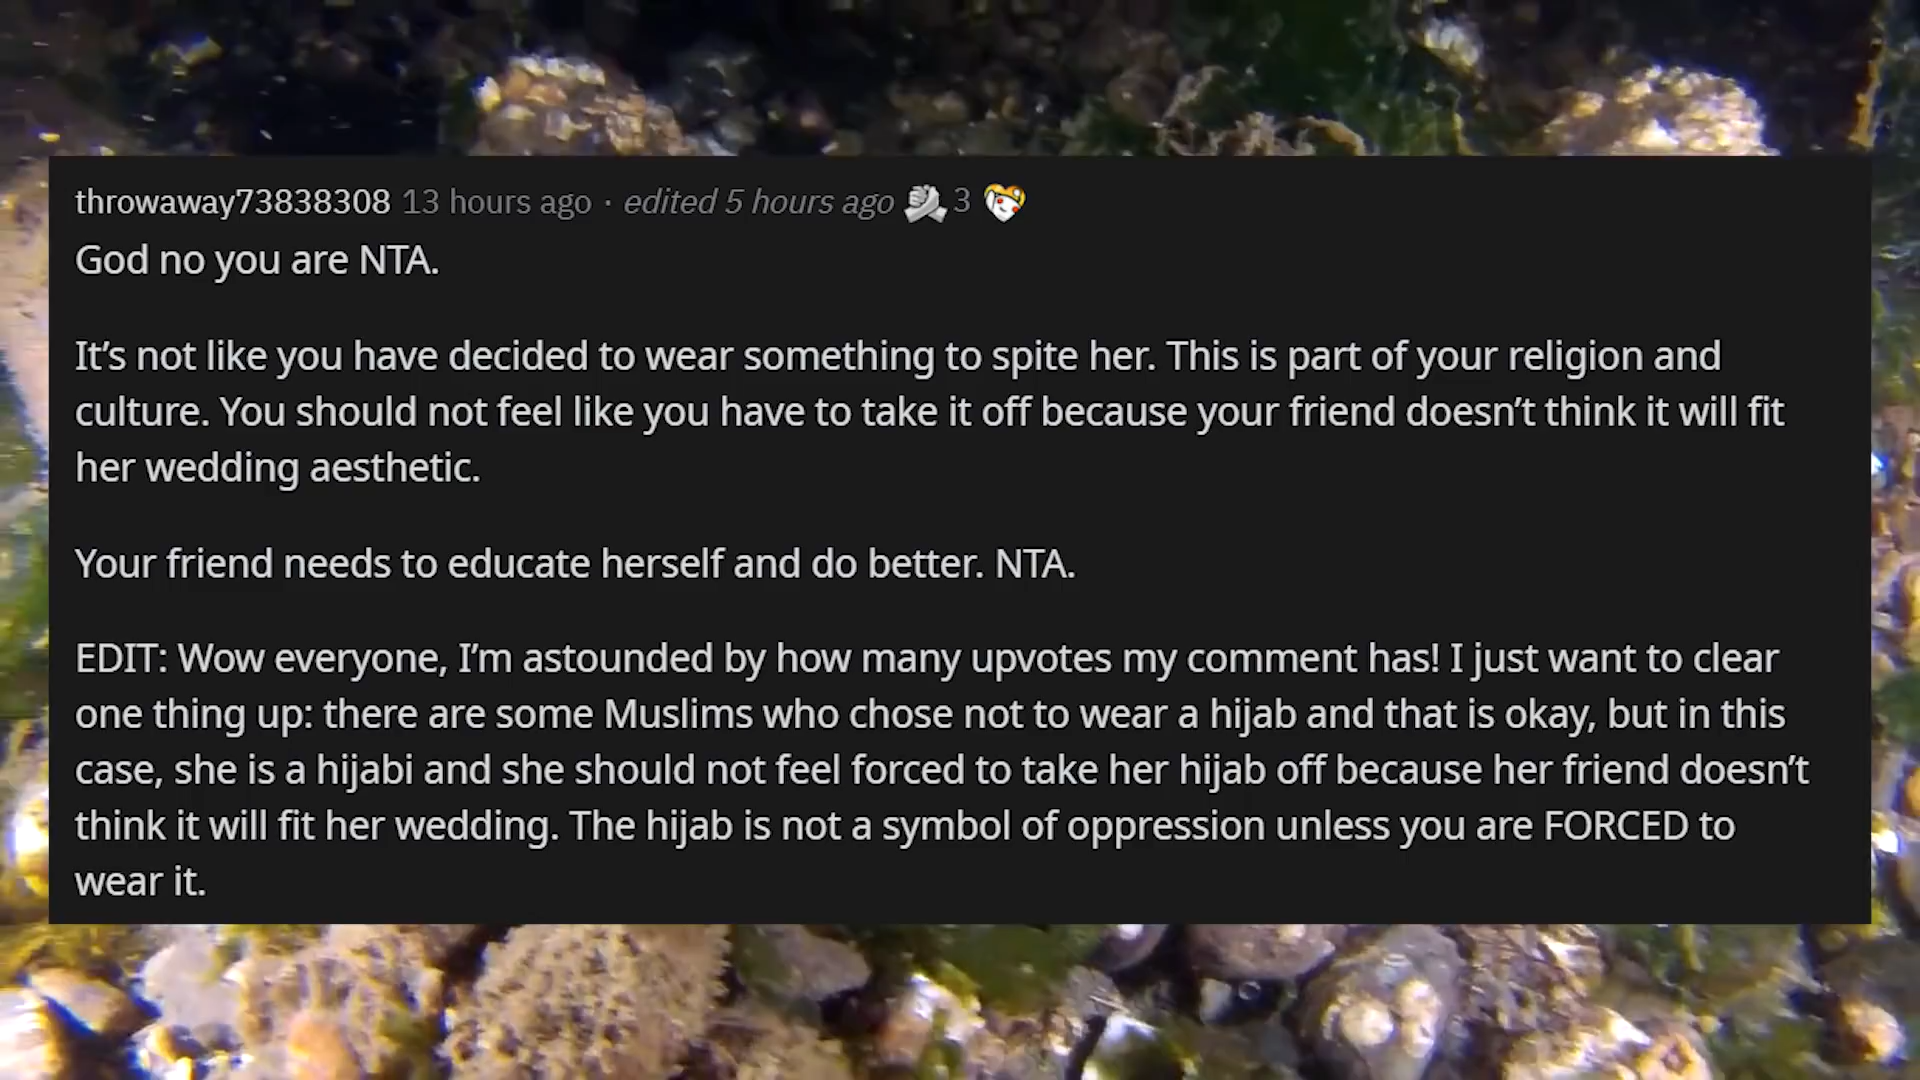 throwaway73838308 13 hours ago · edited 5 hours ago 3
God no you are NTA.
It’s not like you have decided to wear something to spite her. This is part of your religion and
culture. You should not feel like you have to take it off because your friend doesn’t think it will fit
her wedding aesthetic.
Your friend needs to educate herself and do better. NTA.
EDIT: Wow everyone, I’m astounded by how many upvotes my comment has! I just want to clear
one thing up: there are some Muslims who chose not to wear a hijab and that is okay, but in this
case, she is a hijabi and she should not feel forced to take her hijab off because her friend doesn’t
think it will fit her wedding. The hijab is not a symbol of oppression unless you are FORCED to
wear it.